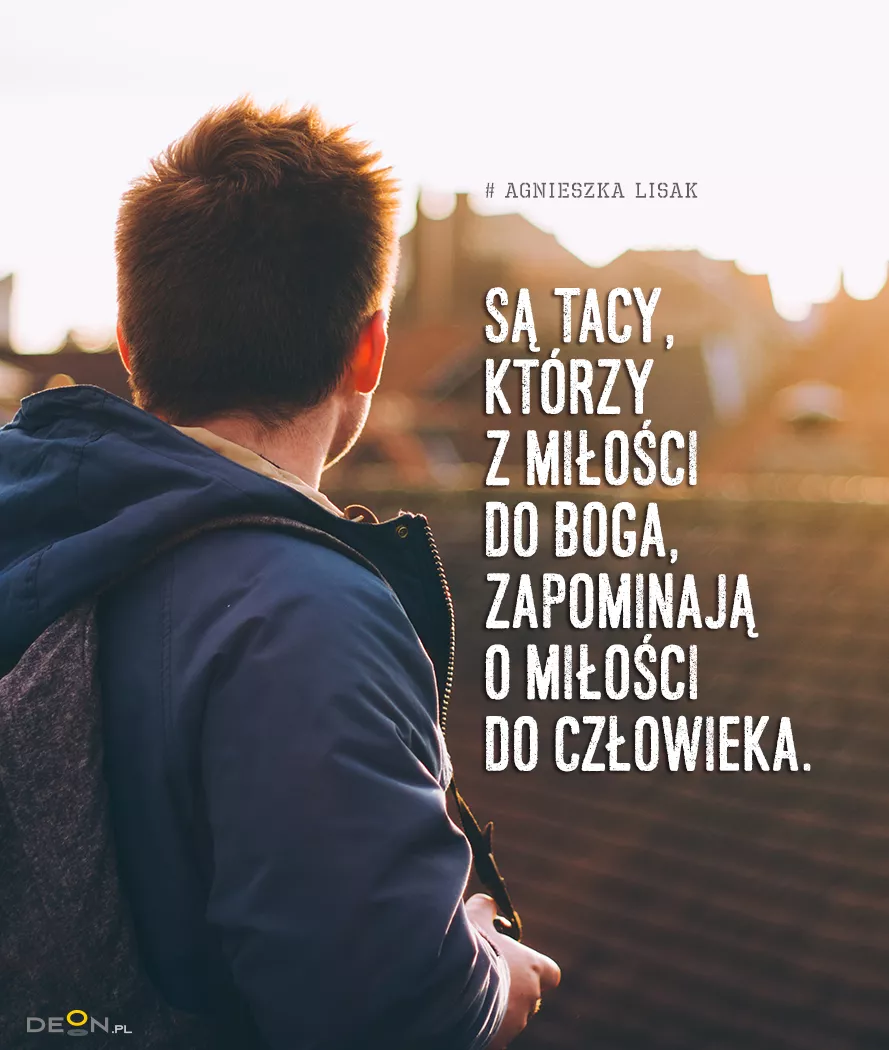 # AGNIESZKA LISAK
SĄ TACY,
KTÓRZY
Z MIŁOŚCI
DO BOGA,
ZAPOMINAJĄ
O MIŁOŚCI
DO CZŁOWIEKA.
DEON.PL